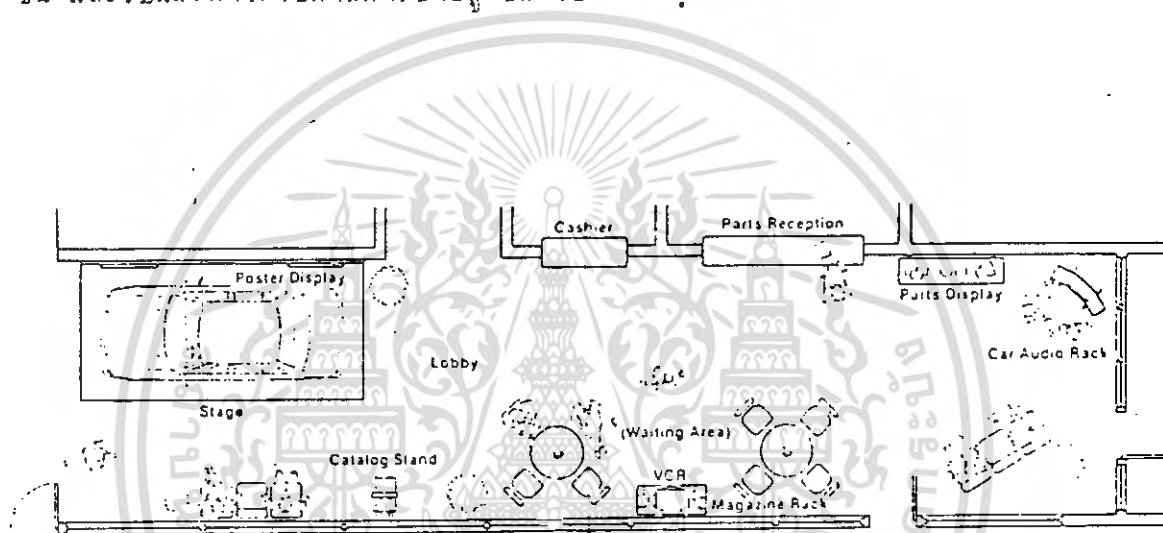 Cashier
Parts Reception
Poster Display
Parts Display
Lobby
Car Audio Rack
Stage
(Waiting Area)
Catalog Stand
VCR
Magazine Rack